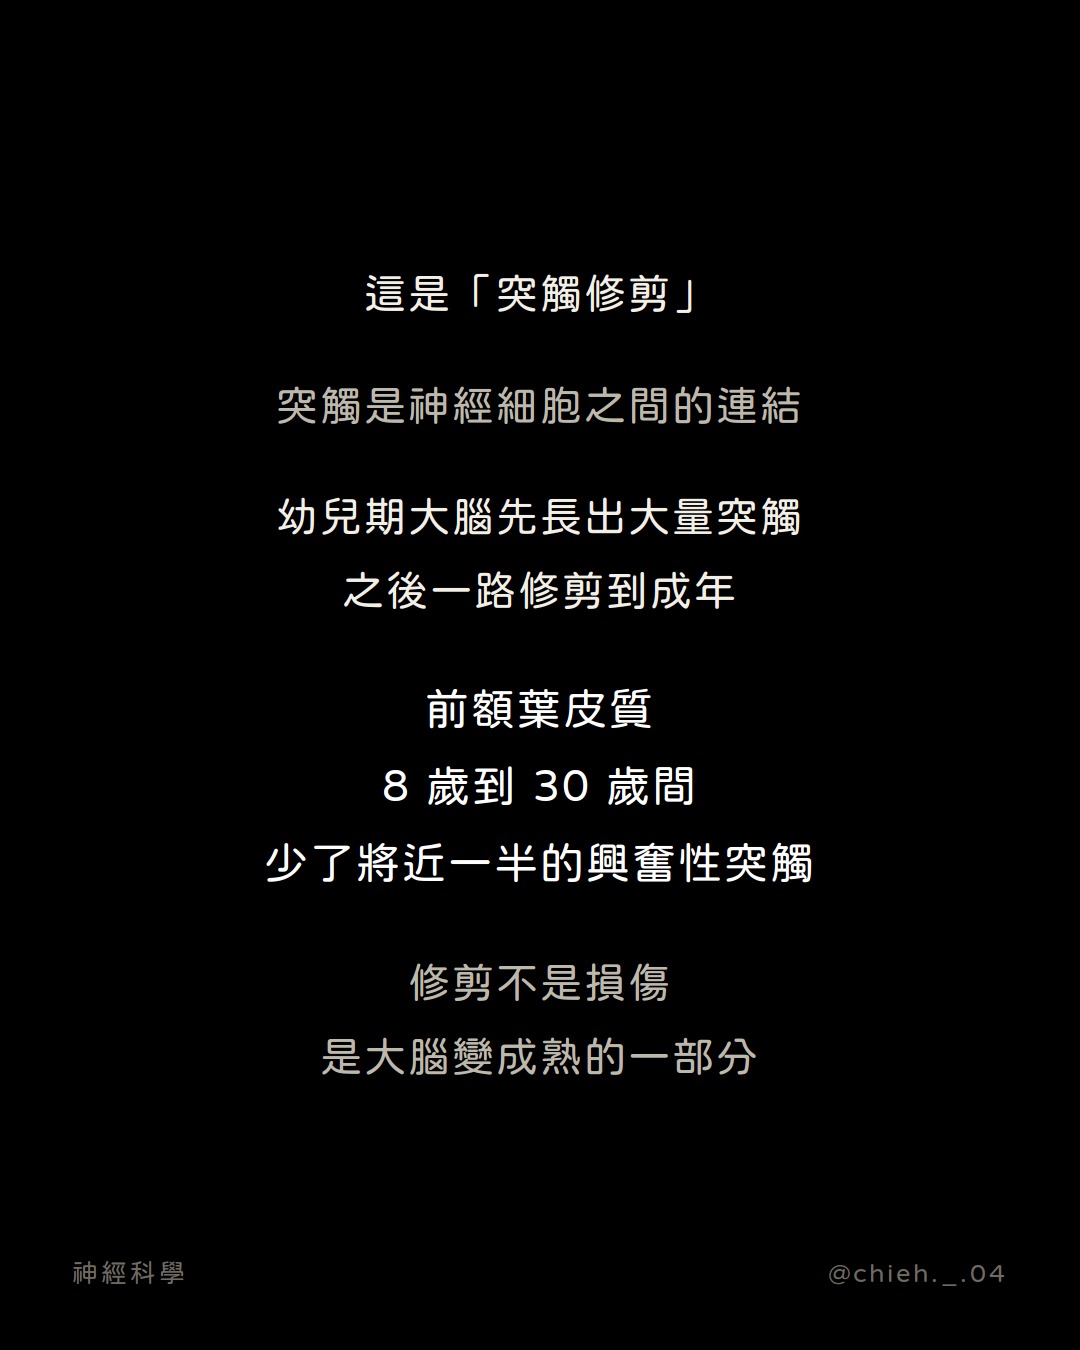 這是「突觸修剪」
突觸是神經細胞之間的連結
幼兒期大腦先長出大量突觸
之後一路修剪到成年
前額葉皮質
8 歲到 30 歲間
少了將近一半的興奮性突觸
修剪不是損傷
是大腦變成熟的一部分
神經科學
@chieh._.04